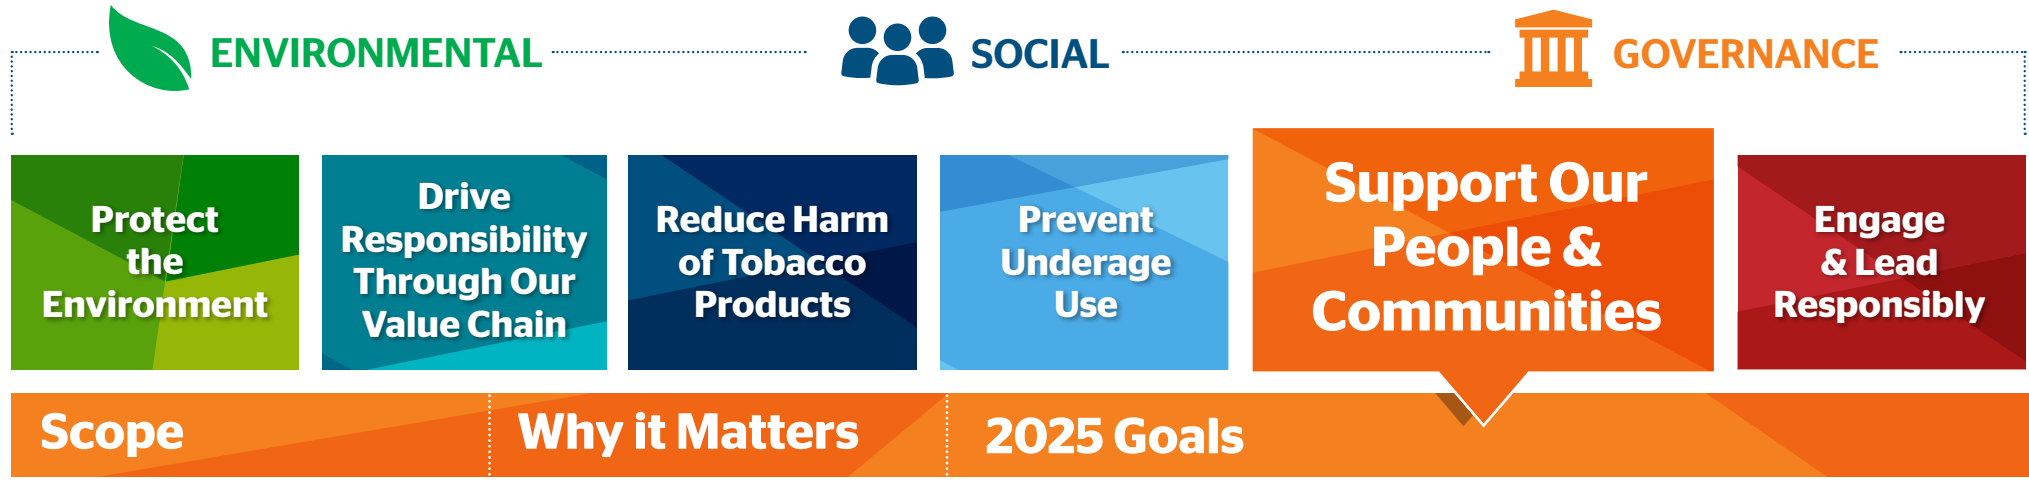 ENVIRONMENTAL
SOCIAL
GOVERNANCE
Protect
the
Environment
Drive
Responsibility
Through Our
Value Chain
Reduce Harm
of Tobacco
Products
Prevent
Underage
Use
Support Our
People &
Communities
Engage
& Lead
Responsibly
Scope
Why it Matters
2025 Goals